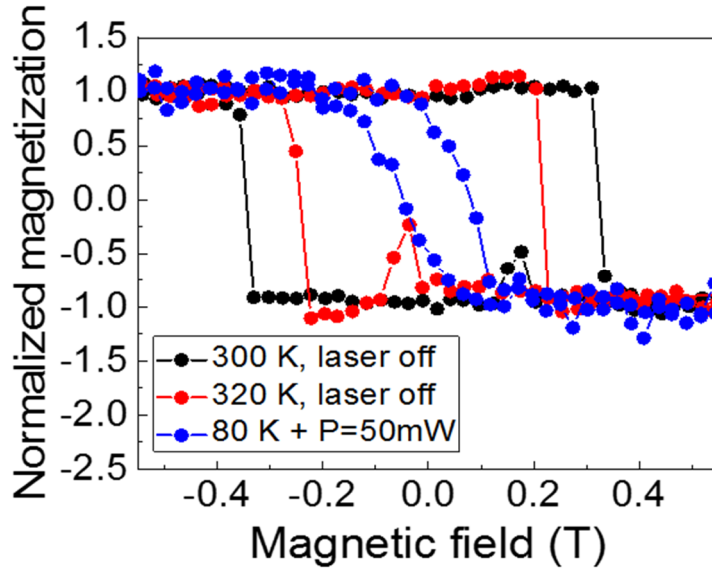 Normalized magnetization
1.5
1.0
0.5
0.0
-0.5
-1.0
-1.5
-2.0
-2.5
300 K, laser off
320 K, laser off
80 K + P=50mW
-0.4 -0.2 0.0 0.2 0.4
Magnetic field (T)